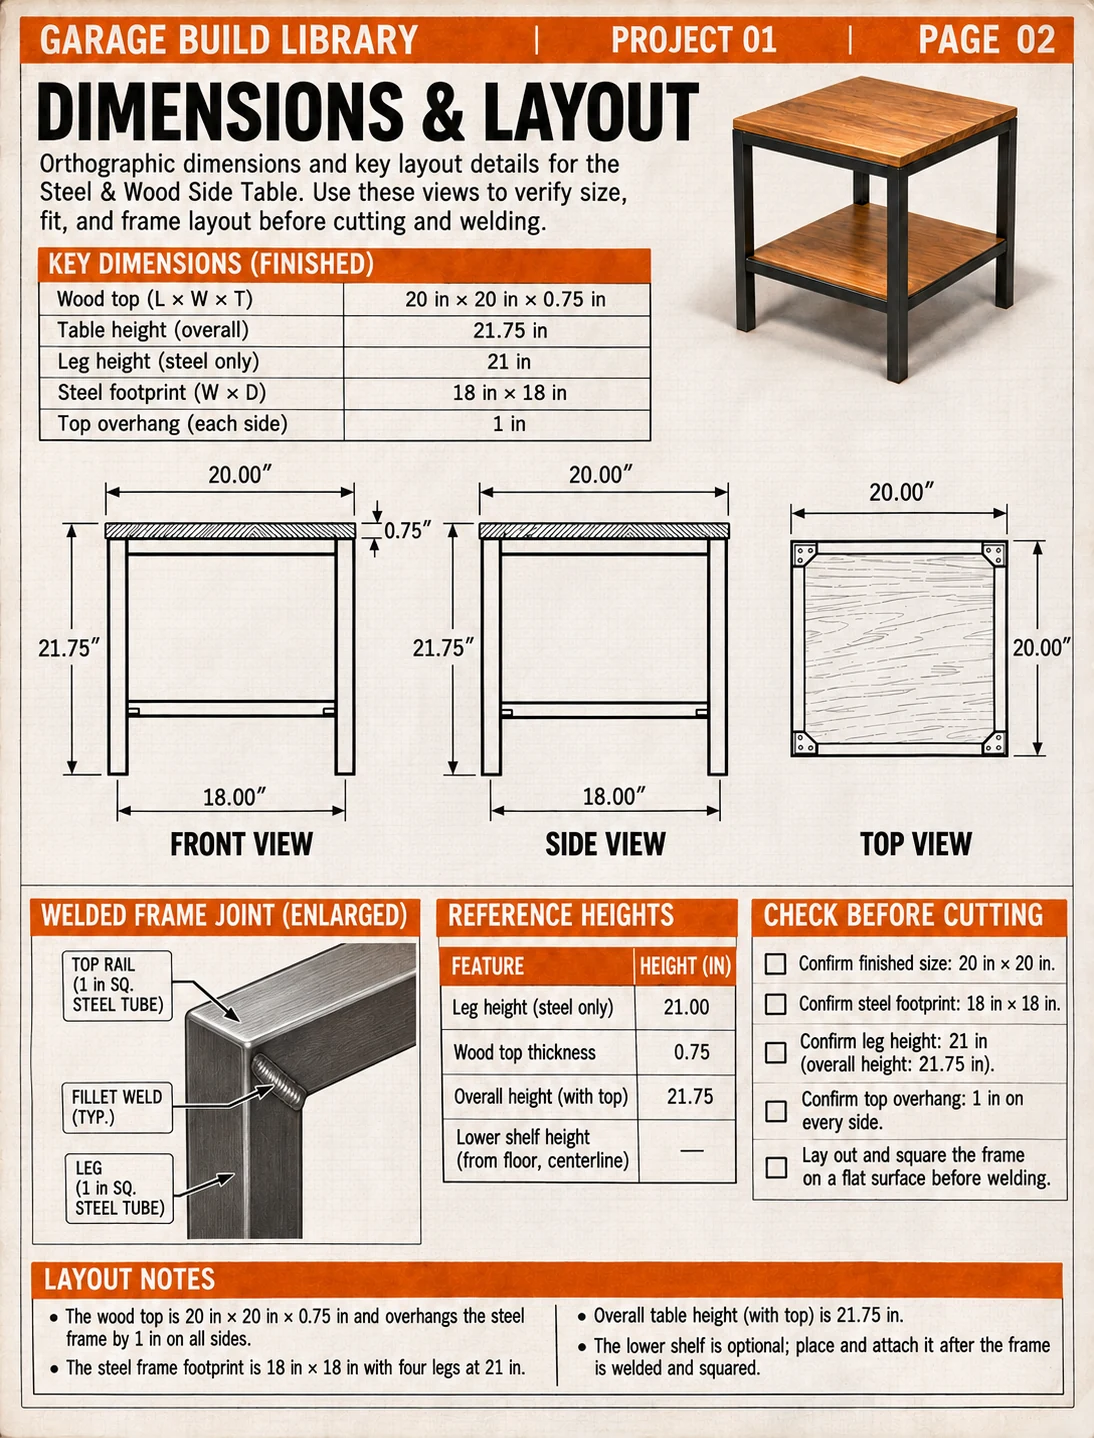 GARAGE BUILD LIBRARY | PROJECT 01 | PAGE 02
DIMENSIONS & LAYOUT
Orthographic dimensions and key layout details for the
Steel & Wood Side Table. Use these views to verify size,
fit, and frame layout before cutting and welding.
KEY DIMENSIONS (FINISHED)
Wood top (L × W × T) 20 in × 20 in × 0.75 in
Table height (overall) 21.75 in
Leg height (steel only) 21 in
Steel footprint (W × D) 18 in × 18 in
Top overhang (each side) 1 in
20.00″
0.75″
21.75″
18.00″
FRONT VIEW
20.00″
21.75″
18.00″
SIDE VIEW
20.00″
20.00″
TOP VIEW
WELDED FRAME JOINT (ENLARGED)
TOP RAIL
(1 in SQ.
STEEL TUBE)
FILLET WELD
(TYP.)
LEG
(1 in SQ.
STEEL TUBE)
REFERENCE HEIGHTS
FEATURE HEIGHT (IN)
Leg height (steel only) 21.00
Wood top thickness 0.75
Overall height (with top) 21.75
Lower shelf height
(from floor, centerline) —
CHECK BEFORE CUTTING
Confirm finished size: 20 in × 20 in.
Confirm steel footprint: 18 in × 18 in.
Confirm leg height: 21 in
(overall height: 21.75 in).
Confirm top overhang: 1 in on
every side.
Lay out and square the frame
on a flat surface before welding.
LAYOUT NOTES
• The wood top is 20 in × 20 in × 0.75 in and overhangs the steel
frame by 1 in on all sides.
• The steel frame footprint is 18 in × 18 in with four legs at 21 in.
• Overall table height (with top) is 21.75 in.
• The lower shelf is optional; place and attach it after the frame
is welded and squared.